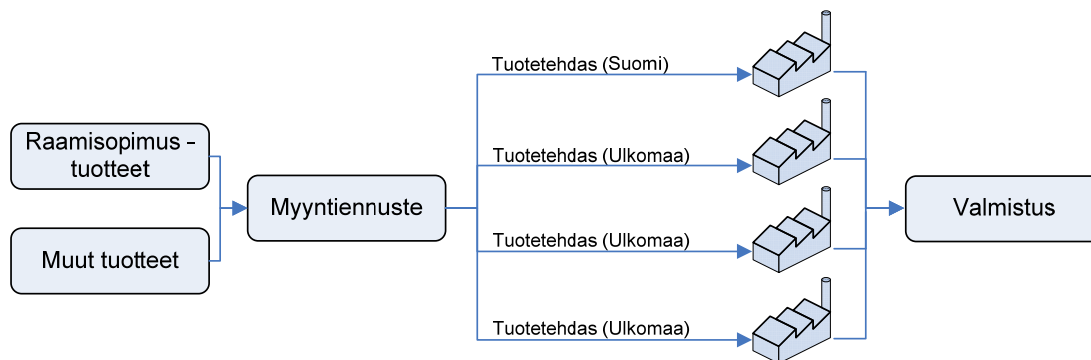 Raamisopimus –
tuotteet
Muut tuotteet
Myyntiennuste
Tuotetehdas (Suomi)
Tuotetehdas (Ulkomaa)
Tuotetehdas (Ulkomaa)
Tuotetehdas (Ulkomaa)
Valmistus